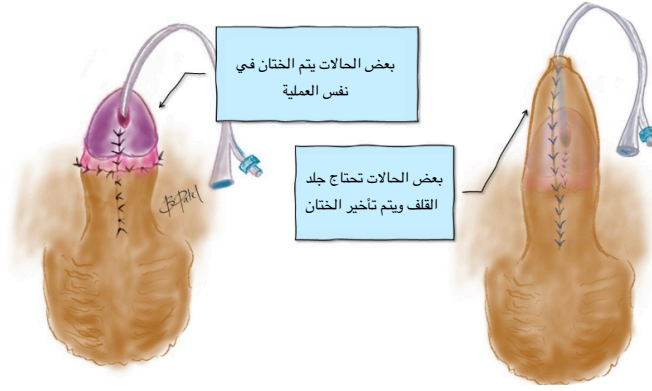 بعض الحالات يتم الختان في
نفس العملية
بعض الحالات تحتاج جلد
القلف ويتم تأخير الختان